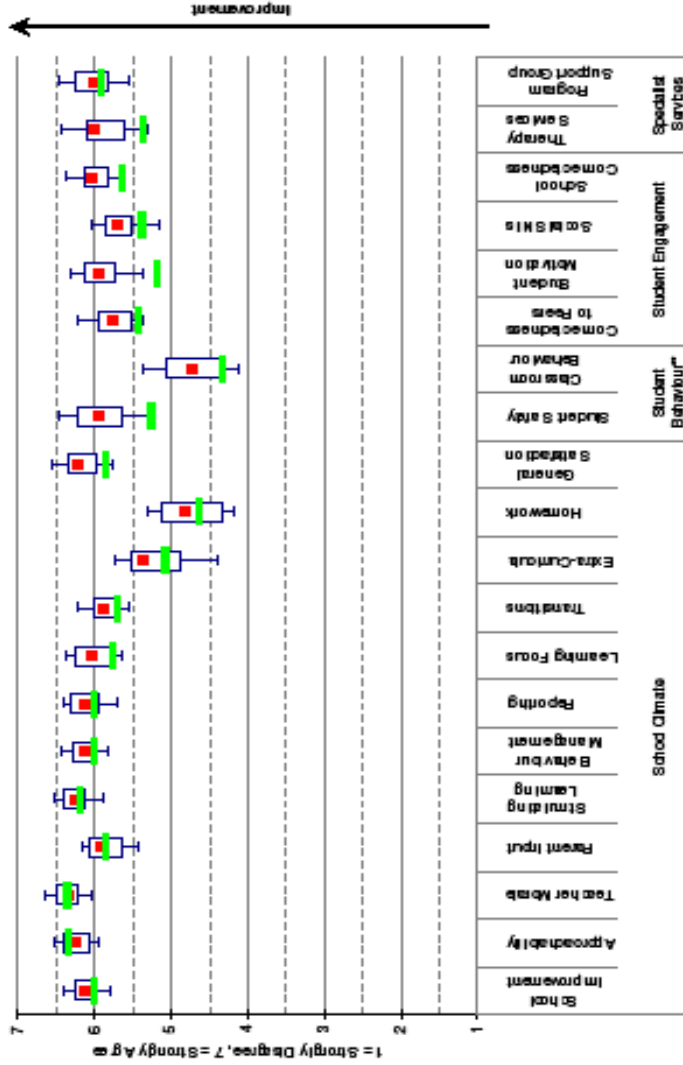 Improvement
7
6
5
4
3
2
1
1= Strongly Disagree, 7 = Strongly Agree
School
Improvement
Approachability
Teacher Morale
Parent Input
Stimulating
Learning
Behaviour
Management
Reporting
Learning Focus
Transitions
Extra-Curricula
Homework
General
Satisfaction
Student Safety
Classroom
Behaviour
Connectedness
to Peers
Student
Motivation
Social Skills
School
Connectedness
Therapy
Services
Program
Support Group
School Climate
Student
Behaviour**
Student Engagement
Specialist
Services